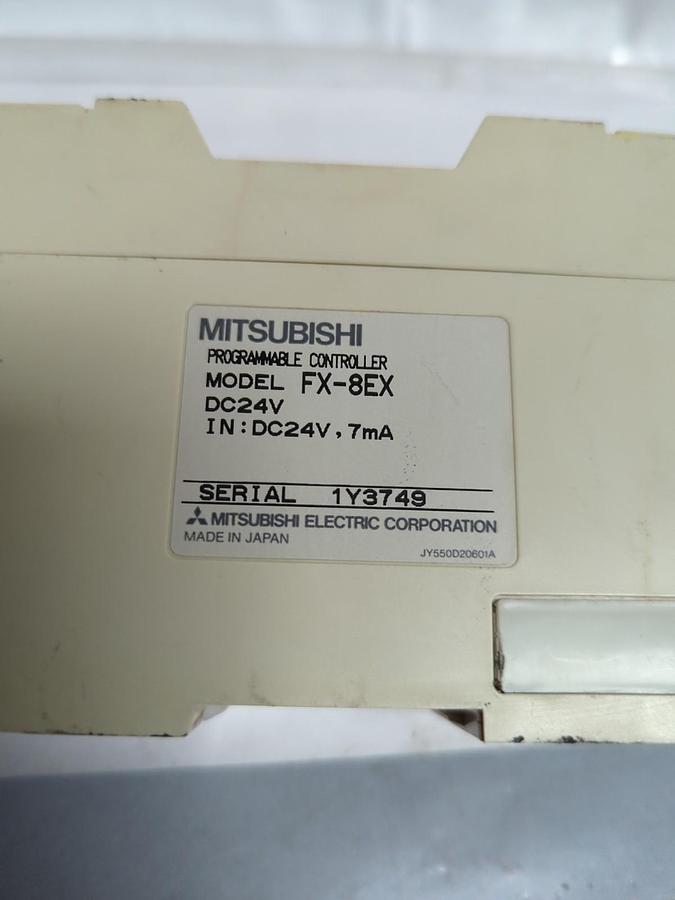 MITSUBISHI
PROGRAMMABLE CONTROLLER
MODEL FX-8EX
DC24V
IN:DC24V,7mA
SERIAL 1Y3749
MITSUBISHI ELECTRIC CORPORATION
MADE IN JAPAN
JY550D20601A